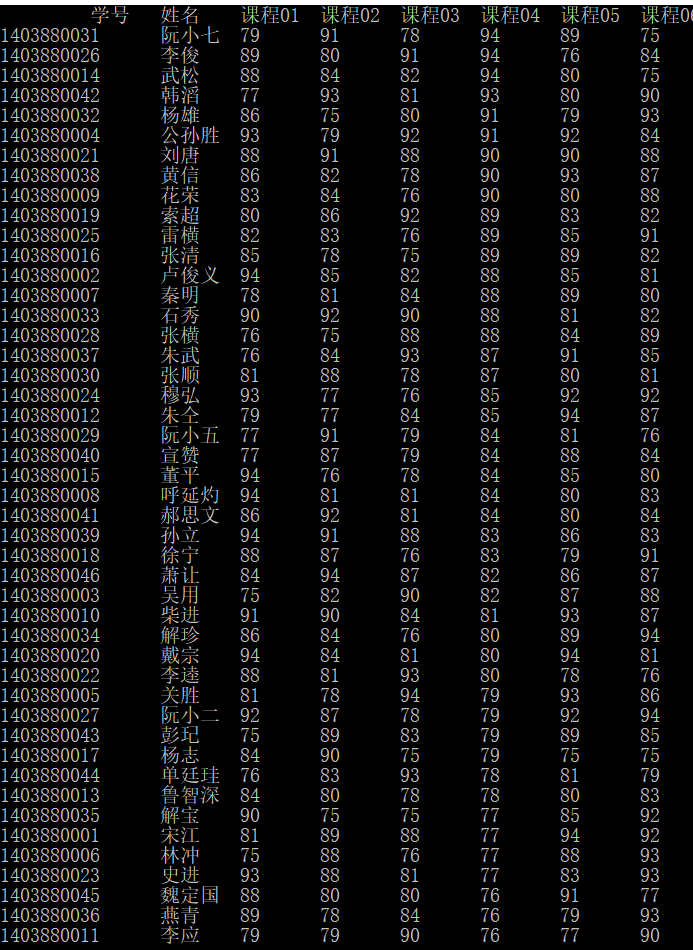 学号 姓名 课程01 课程02 课程03 课程04 课程05 课程06
1403880031 阮小七 79 91 78 94 89 75
1403880026 李俊 89 80 91 94 76 84
1403880014 武松 88 84 82 94 80 75
1403880042 韩滔 77 93 81 93 80 90
1403880032 杨雄 86 75 80 91 79 93
1403880004 公孙胜 93 79 92 91 92 84
1403880021 刘唐 88 91 88 90 90 88
1403880038 黄信 86 82 78 90 93 87
1403880009 花荣 83 84 76 90 80 88
1403880019 索超 80 86 92 89 83 82
1403880025 雷横 82 83 76 89 85 91
1403880016 张清 85 78 75 89 89 82
1403880002 卢俊义 94 85 82 88 85 81
1403880007 秦明 78 81 84 88 89 80
1403880033 石秀 90 92 90 88 81 82
1403880028 张横 76 75 88 88 84 89
1403880037 朱武 76 84 93 87 91 85
1403880030 张顺 81 88 78 87 80 81
1403880024 穆弘 93 77 76 85 92 92
1403880012 朱仝 79 77 84 85 94 87
1403880029 阮小五 77 91 79 84 81 76
1403880040 宣赞 77 87 79 84 88 84
1403880015 董平 94 76 78 84 85 80
1403880008 呼延灼 94 81 81 84 80 83
1403880041 郝思文 86 92 81 84 80 84
1403880039 孙立 94 91 88 83 86 83
1403880018 徐宁 88 87 76 83 79 91
1403880046 萧让 84 94 87 82 86 87
1403880003 吴用 75 82 90 82 87 88
1403880010 柴进 91 90 84 81 93 87
1403880034 解珍 86 84 76 80 89 94
1403880020 戴宗 94 84 81 80 94 81
1403880022 李逵 88 81 93 80 78 76
1403880005 关胜 81 78 94 79 93 86
1403880027 阮小二 92 87 78 79 92 94
1403880043 彭玘 75 89 83 79 89 85
1403880017 杨志 84 90 75 79 75 75
1403880044 单廷珪 76 83 93 78 81 79
1403880013 鲁智深 84 80 78 78 80 83
1403880035 解宝 90 75 75 77 85 92
1403880001 宋江 81 89 88 77 94 92
1403880006 林冲 75 88 76 77 88 93
1403880023 史进 93 88 81 77 83 93
1403880045 魏定国 88 80 80 76 91 77
1403880036 燕青 89 78 84 76 79 93
1403880011 李应 79 79 90 76 77 90